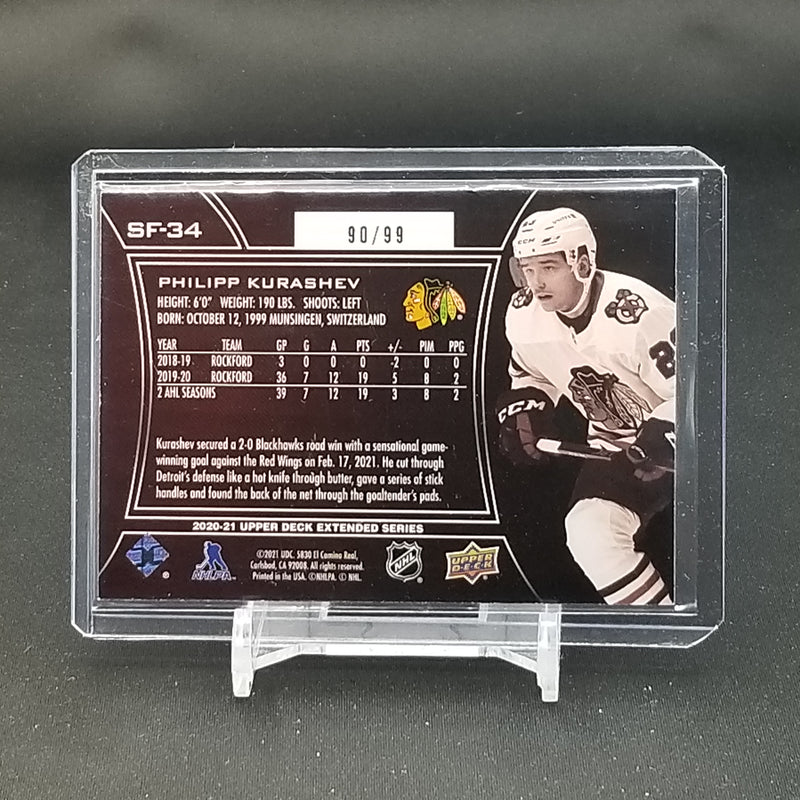 SF-34
90/99
PHILIPP KURASHEV
HEIGHT: 6'0" WEIGHT: 190 LBS. SHOOTS: LEFT
BORN: OCTOBER 12, 1999 MUNSINGEN, SWITZERLAND
YEAR TEAM GP G A PTS +/- PIM PPG
2018-19 ROCKFORD 3 0 0 0 -2 0 0
2019-20 ROCKFORD 36 7 12 19 5 8 2
2 AHL SEASONS 39 7 12 19 3 8 2
Kurashev secured a 2-0 Blackhawks road win with a sensational game-
winning goal against the Red Wings on Feb. 17, 2021. He cut through
Detroit's defense like a hot knife through butter, gave a series of stick
handles and found the back of the net through the goaltender's pads.
2020-21 UPPER DECK EXTENDED SERIES
NHLPA
©2021 UDC. 5830 El Camino Real,
Carlsbad, CA 92008. All rights reserved.
Printed in the USA. ©NHLPA. © NHL.
NHL
UPPER DECK
CCM